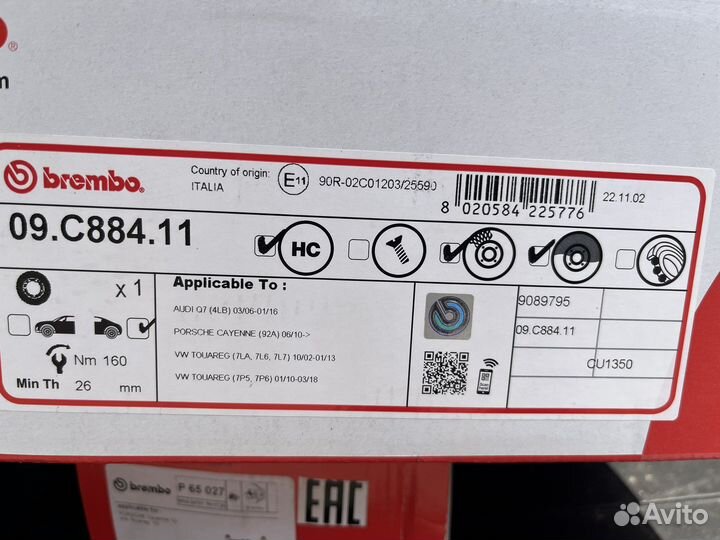 ®
m
brembo.
Country of origin:
ITALIA
E11
90R-02C01203/25590
8 020584 225776
22.11.02
09.C884.11
HC
x 1
Nm 160
Min Th 26 mm
Applicable To :
AUDI Q7 (4LB) 03/06-01/16
PORSCHE CAYENNE (92A) 06/10->
VW TOUAREG (7LA, 7L6, 7L7) 10/02-01/13
VW TOUAREG (7P5, 7P6) 01/10-03/18
9089795
09.C884.11
CU1350
brembo
P 65 027
EAC
Avito